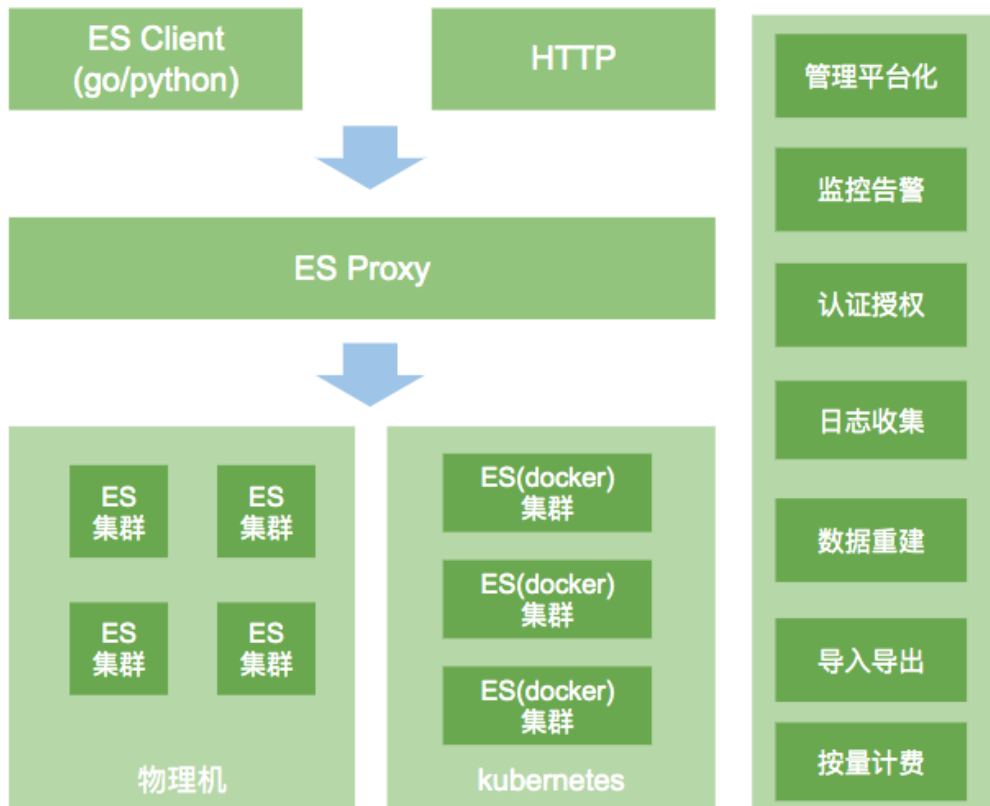 ES Client
(go/python)
HTTP
ES Proxy
ES
集群
ES
集群
ES
集群
ES
集群
物理机
ES(docker)
集群
ES(docker)
集群
ES(docker)
集群
kubernetes
管理平台化
监控告警
认证授权
日志收集
数据重建
导入导出
按量计费